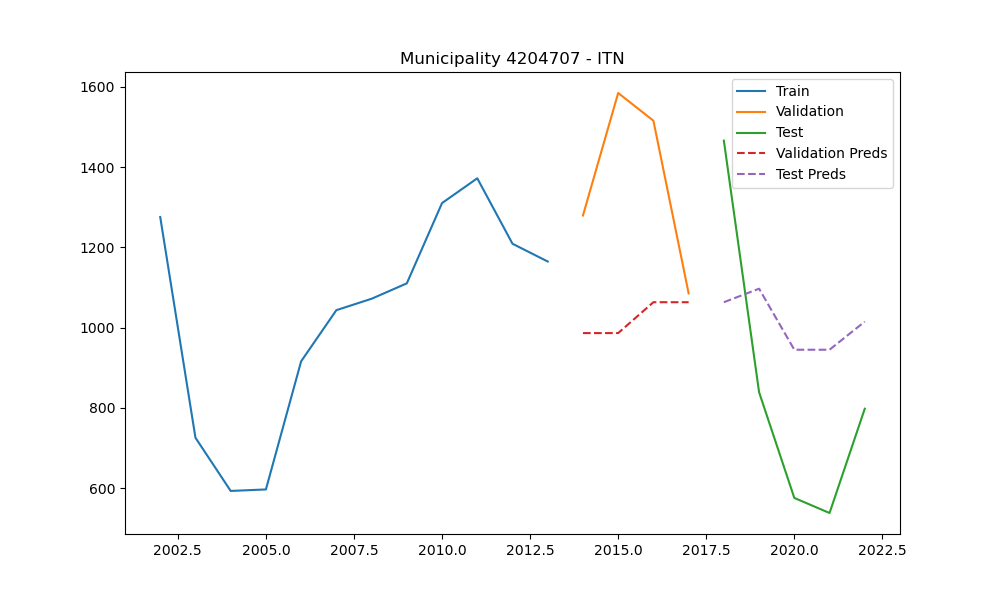 Municipality 4204707 - ITN
1600
1400
1200
1000
800
600
2002.5 2005.0 2007.5 2010.0 2012.5 2015.0 2017.5 2020.0 2022.5
Train
Validation
Test
Validation Preds
Test Preds